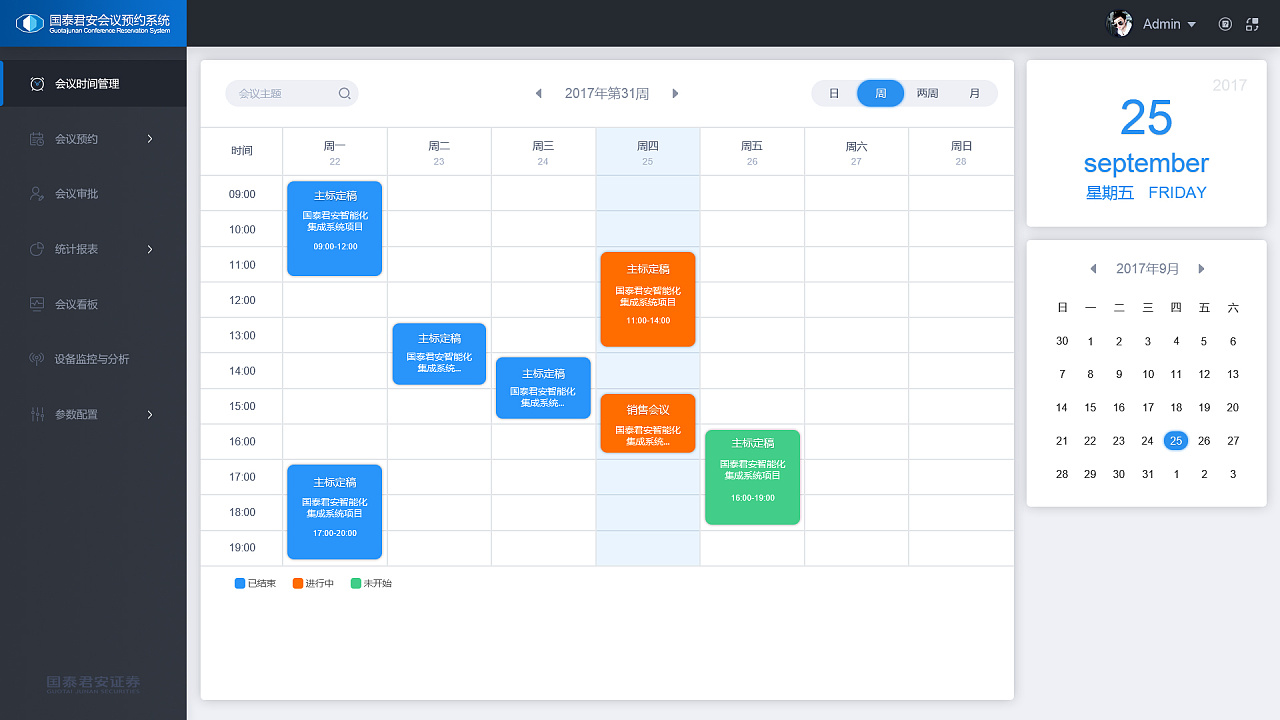 国泰君安会议预约系统
Guotaijunan Conference Reservaton System
Admin
会议时间管理
会议预约
会议审批
统计报表
会议看板
设备监控与分析
参数配置
国泰君安证券
GUOTAI JUNAN SECURITIES
会议主题
2017年第31周
日 周 两周 月
时间 周一 周二 周三 周四 周五 周六 周日
22 23 24 25 26 27 28
09:00
10:00
11:00
12:00
13:00
14:00
15:00
16:00
17:00
18:00
19:00
主标定稿
国泰君安智能化
集成系统项目
09:00-12:00
主标定稿
国泰君安智能化
集成系统项目
17:00-20:00
主标定稿
国泰君安智能化
集成系统...
主标定稿
国泰君安智能化
集成系统...
主标定稿
国泰君安智能化
集成系统项目
11:00-14:00
销售会议
国泰君安智能化
集成系统...
主标定稿
国泰君安智能化
集成系统项目
16:00-19:00
已结束 进行中 未开始
2017
25
september
星期五 FRIDAY
2017年9月
日 一 二 三 四 五 六
30 1 2 3 4 5 6
7 8 9 10 11 12 13
14 15 16 17 18 19 20
21 22 23 24 25 26 27
28 29 30 31 1 2 3